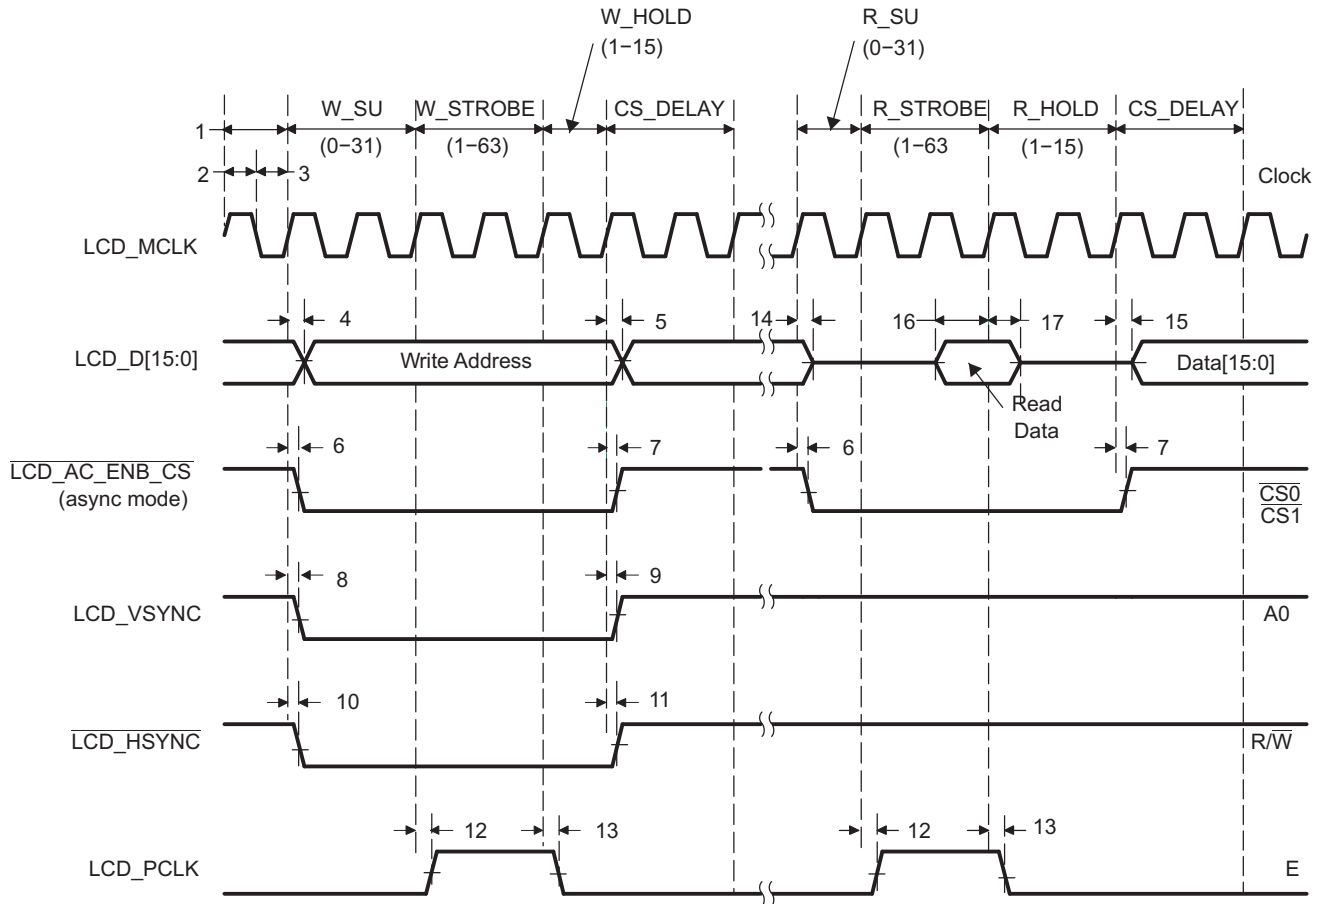 W_HOLD
(1−15)
R_SU
(0−31)
W_SU
W_STROBE
CS_DELAY
R_STROBE
R_HOLD
CS_DELAY
1
(0−31)
(1−63)
(1−63
(1−15)
2
3
Clock
LCD_MCLK
4
5
14
16
17
15
LCD_D[15:0]
Write Address
Data[15:0]
Read
Data
6
7
6
7
LCD_AC_ENB_CS
(async mode)
CS0
CS1
8
9
LCD_VSYNC
A0
10
11
LCD_HSYNC
R/W
12
13
12
13
LCD_PCLK
E